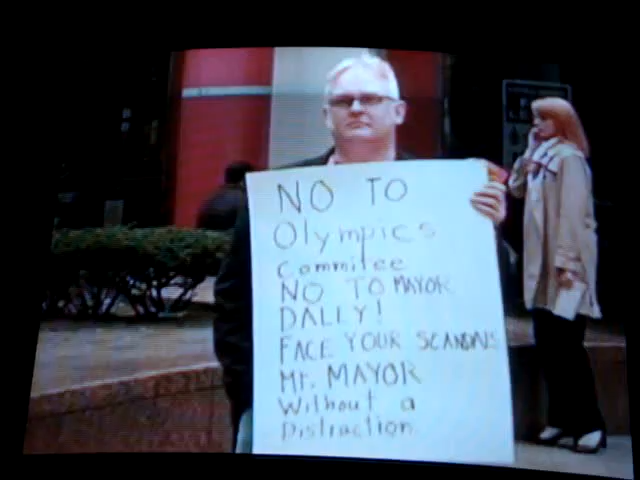 NO TO
Olympics
Commitee
NO TO MAYOR
DALLY!
FACE YOUR SCANDALS
Mr. MAYOR
Without a
Distraction